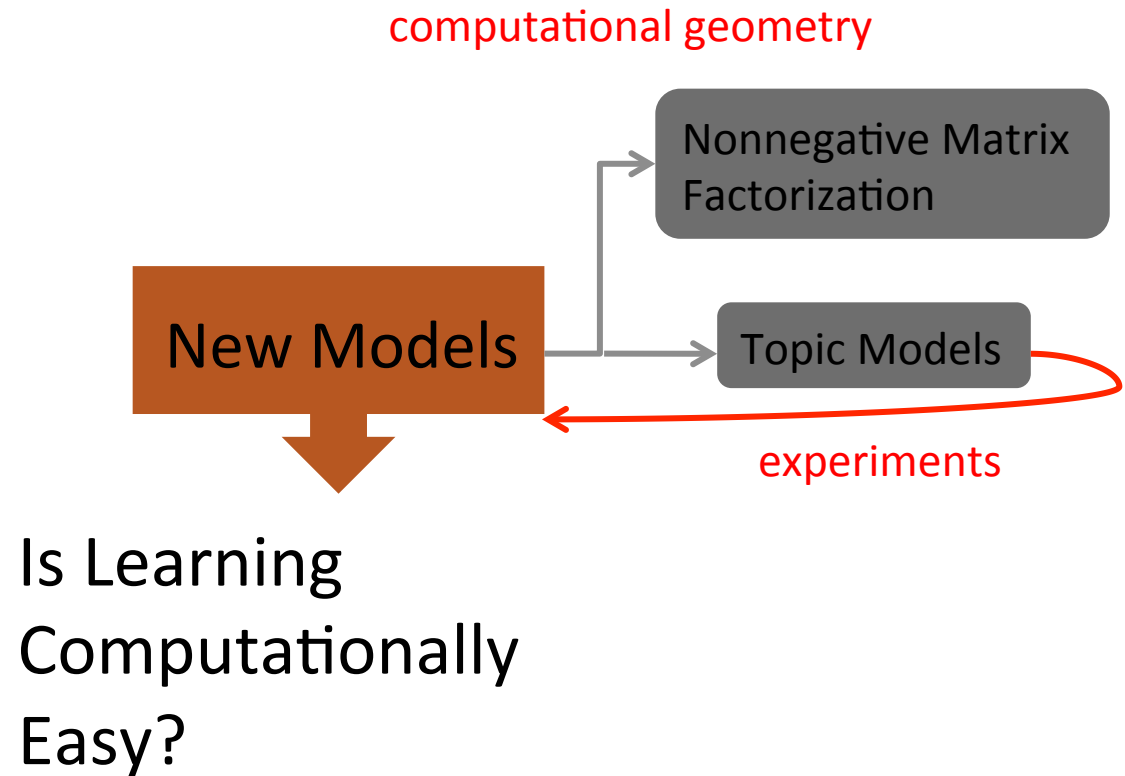 computational geometry
Nonnegative Matrix
Factorization
New Models
Topic Models
experiments
Is Learning
Computationally
Easy?